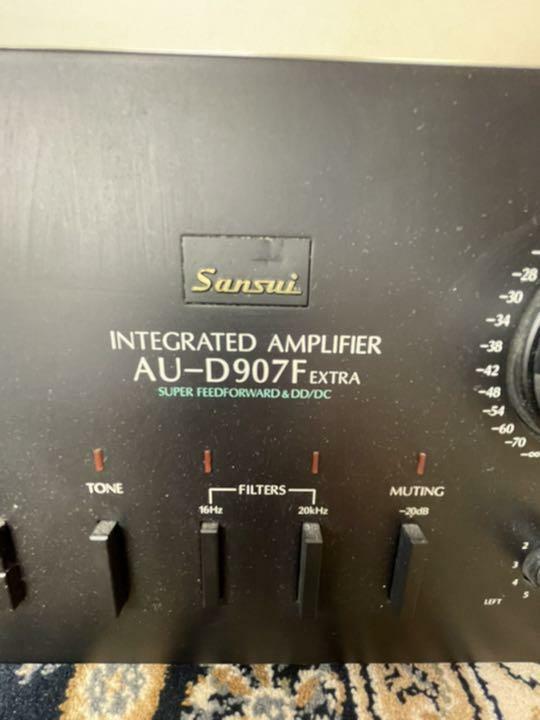 Sansui
INTEGRATED AMPLIFIER
AU-D907F EXTRA
SUPER FEEDFORWARD & DD/DC
-28
-30
-34
-38
-42
-48
-54
-60
-70
-∞
TONE
FILTERS
MUTING
16Hz
20kHz
-20dB
2
3
4
5
LEFT